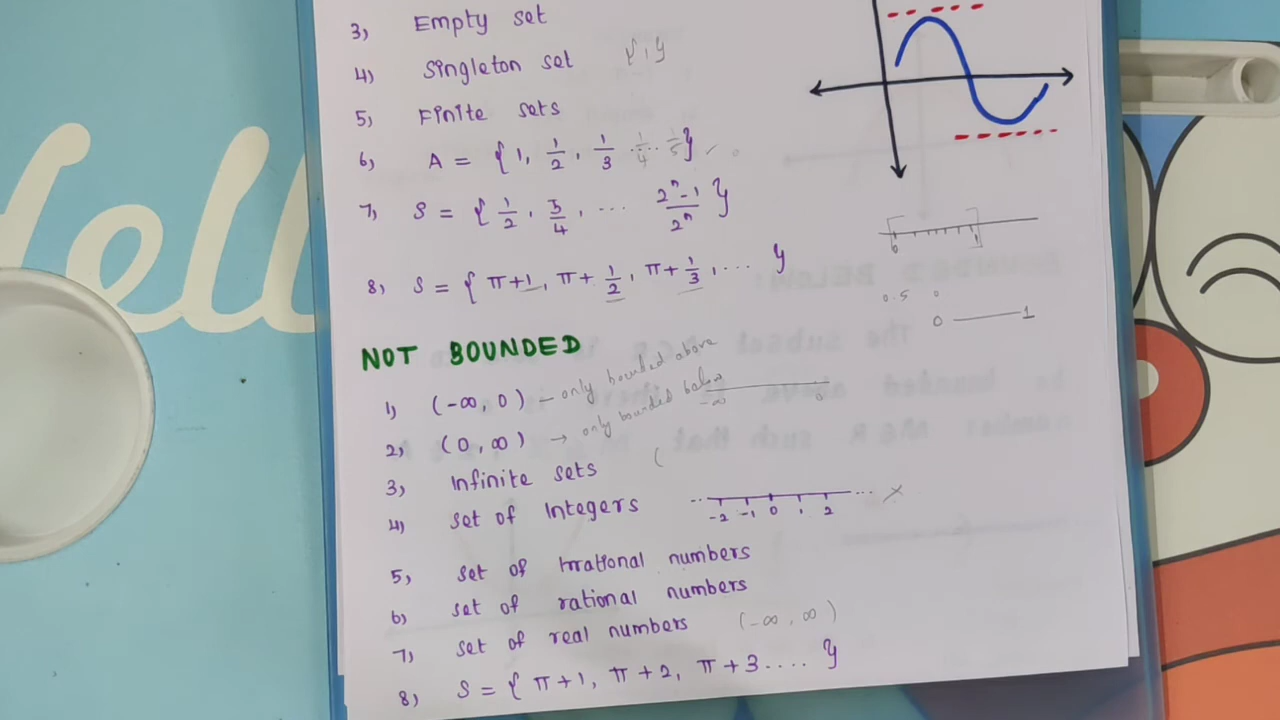 3, Empty set
4) Singleton set { , }
5, Finite sets
6, A = { 1, 1/2, 1/3 ..... 1/4 1/5 }
7, S = { 1/2, 3/4, ... (2ⁿ-1)/2ⁿ }
8, S = { π+1, π+1/2, π+1/3, ... }
0 1
0.5 0
0 1
NOT BOUNDED
1, (-∞, 0) - only bounded above
-∞ 0
2, (0, ∞) → only bounded below
3, Infinite sets (
4) set of Integers .. -2 -1 0 1 2 ... ×
5, set of Irrational numbers
6) set of rational numbers
7, set of real numbers (-∞, ∞)
8) S = { π+1, π+2, π+3 .... }
Hello